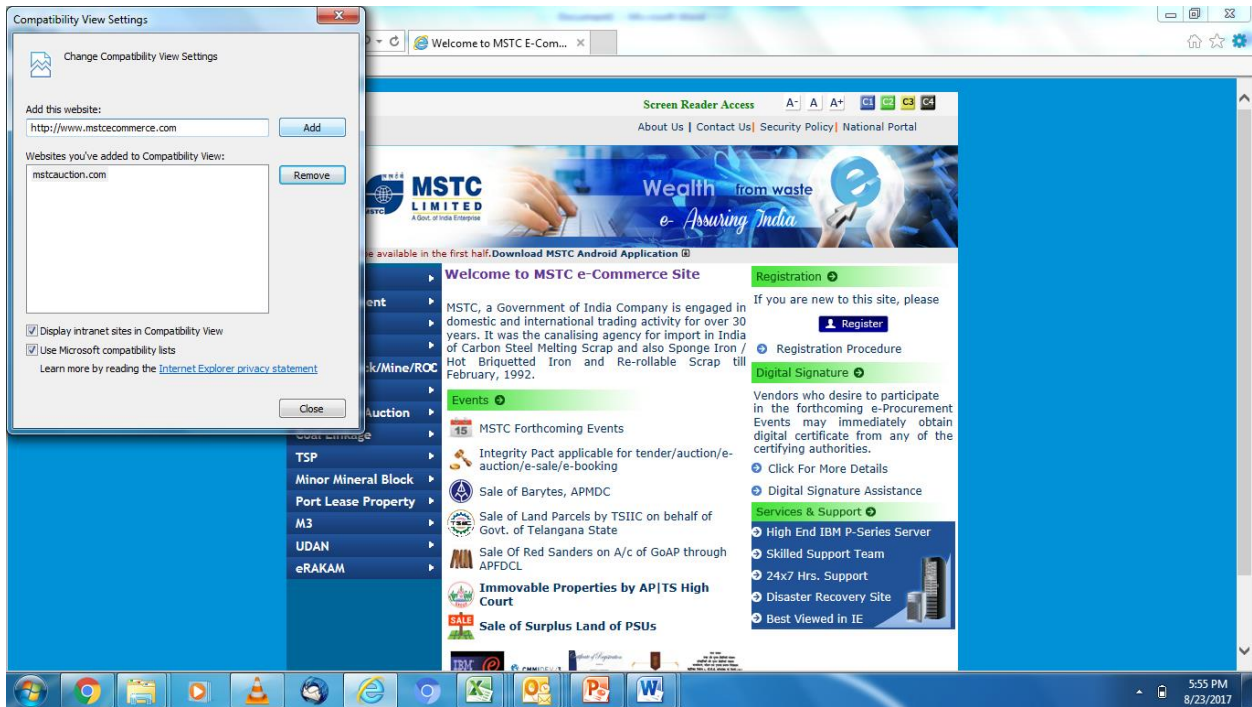 Compatibility View Settings
Change Compatibility View Settings
Add this website:
http://www.mstcecommerce.com
Add
Websites you've added to Compatibility View:
mstcauction.com
Remove
Display intranet sites in Compatibility View
Use Microsoft compatibility lists
Learn more by reading the Internet Explorer privacy statement
Close
Welcome to MSTC E-Com...
Screen Reader Access
A- A A+ C1 C2 C3 C4
About Us | Contact Us| Security Policy| National Portal
MSTC
LIMITED
A Govt. of India Enterprise
Wealth from waste
e- Assuring India
available in the first half.Download MSTC Android Application
ent
ck/Mine/ROC
Auction
Coal Linkage
TSP
Minor Mineral Block
Port Lease Property
M3
UDAN
eRAKAM
Welcome to MSTC e-Commerce Site
MSTC, a Government of India Company is engaged in
domestic and international trading activity for over 30
years. It was the canalising agency for import in India
of Carbon Steel Melting Scrap and also Sponge Iron /
Hot Briquetted Iron and Re-rollable Scrap till
February, 1992.
Events
15
MSTC Forthcoming Events
Integrity Pact applicable for tender/auction/e-
auction/e-sale/e-booking
Sale of Barytes, APMDC
TSIIC
Sale of Land Parcels by TSIIC on behalf of
Govt. of Telangana State
Sale Of Red Sanders on A/c of GoAP through
APFDCL
Immovable Properties by AP|TS High
Court
SALE
Sale of Surplus Land of PSUs
IBM
CMMIDEV/3
Registration
If you are new to this site, please
Register
Registration Procedure
Digital Signature
Vendors who desire to participate
in the forthcoming e-Procurement
Events may immediately obtain
digital certificate from any of the
certifying authorities.
Click For More Details
Digital Signature Assistance
Services & Support
High End IBM P-Series Server
Skilled Support Team
24x7 Hrs. Support
Disaster Recovery Site
Best Viewed in IE
5:55 PM
8/23/2017